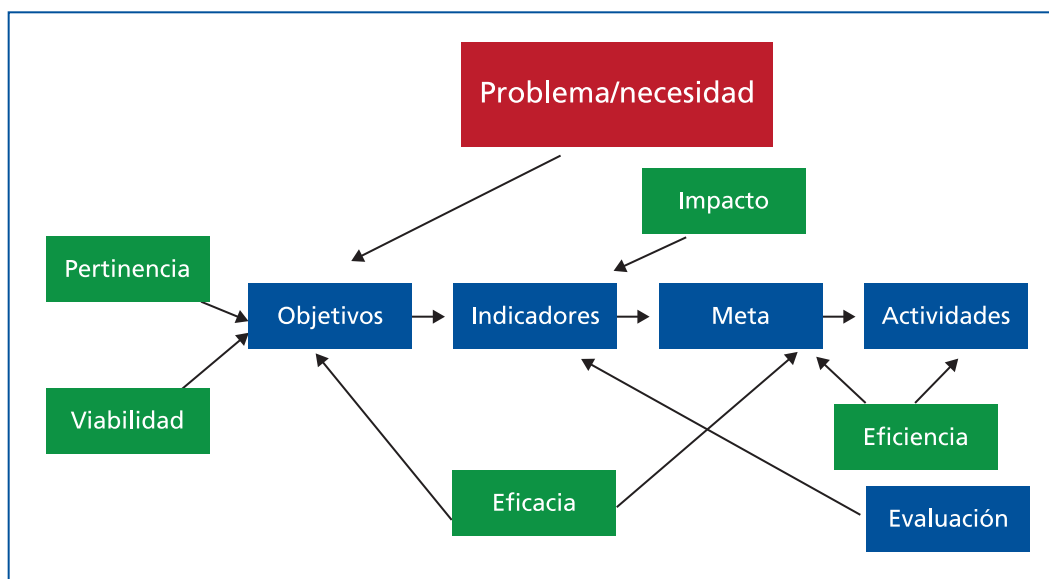 Problema/necesidad
Impacto
Pertinencia
Objetivos
Indicadores
Meta
Actividades
Viabilidad
Eficiencia
Eficacia
Evaluación